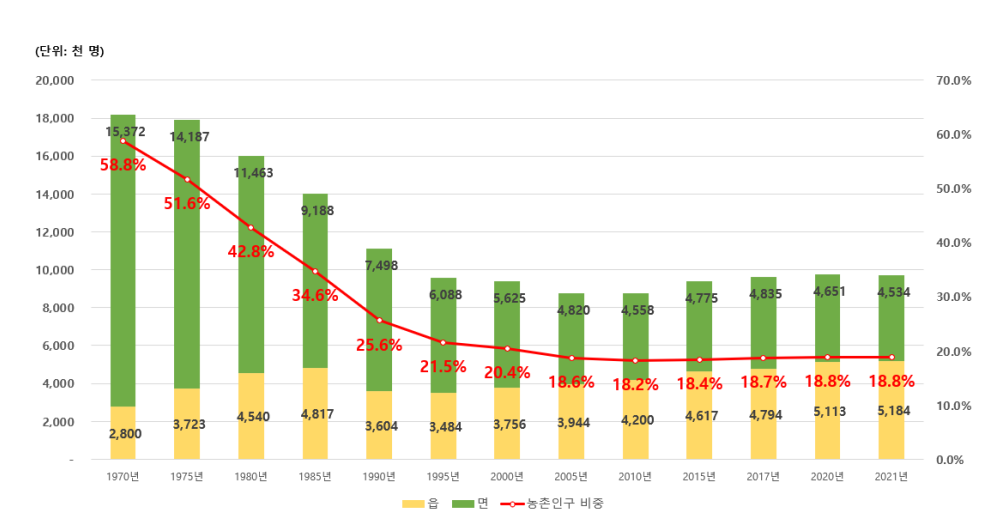 (단위: 천 명)
20,000 70.0%
18,000
16,000 60.0%
14,000 50.0%
12,000 40.0%
10,000
8,000 30.0%
6,000 20.0%
4,000
2,000 10.0%
- 0.0%
15,372 14,187 11,463 9,188 7,498 6,088 5,625 4,820 4,558 4,775 4,835 4,651 4,534
58.8% 51.6% 42.8% 34.6% 25.6% 21.5% 20.4% 18.6% 18.2% 18.4% 18.7% 18.8% 18.8%
2,800 3,723 4,540 4,817 3,604 3,484 3,756 3,944 4,200 4,617 4,794 5,113 5,184
1970년 1975년 1980년 1985년 1990년 1995년 2000년 2005년 2010년 2015년 2017년 2020년 2021년
읍 면 농촌인구 비중